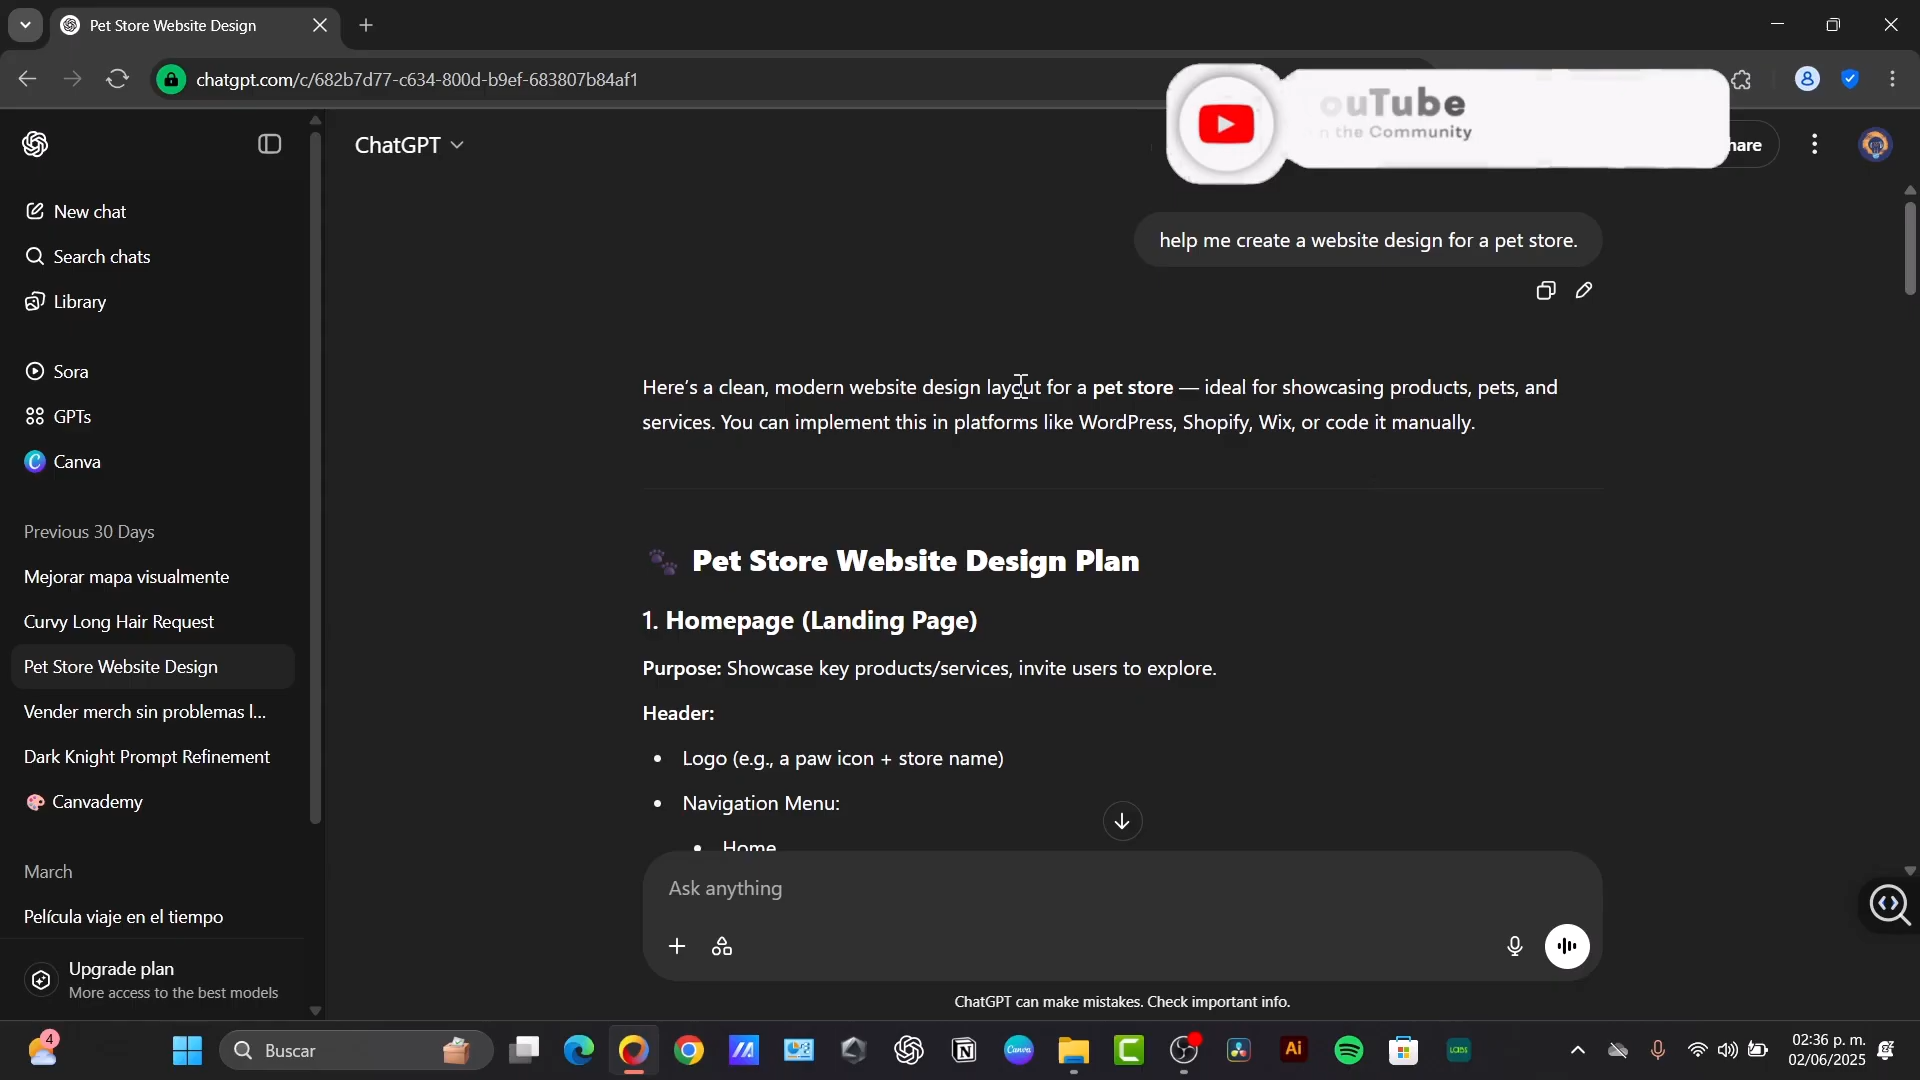 Pet Store Website Design
chatgpt.com/c/682b7d77-c634-800d-b9ef-683807b84af1
ouTube
n the Community
ChatGPT
hare
New chat
Search chats
Library
Sora
GPTs
Canva
Previous 30 Days
Mejorar mapa visualmente
Curvy Long Hair Request
Pet Store Website Design
Vender merch sin problemas l...
Dark Knight Prompt Refinement
Canvademy
March
Película viaje en el tiempo
Upgrade plan
More access to the best models
help me create a website design for a pet store.
Here's a clean, modern website design layout for a pet store — ideal for showcasing products, pets, and
services. You can implement this in platforms like WordPress, Shopify, Wix, or code it manually.
Pet Store Website Design Plan
1. Homepage (Landing Page)
Purpose: Showcase key products/services, invite users to explore.
Header:
• Logo (e.g., a paw icon + store name)
• Navigation Menu:
• Home
Ask anything
ChatGPT can make mistakes. Check important info.
4
Buscar
Canva
Ai
LABS
02:36 p. m.
02/06/2025